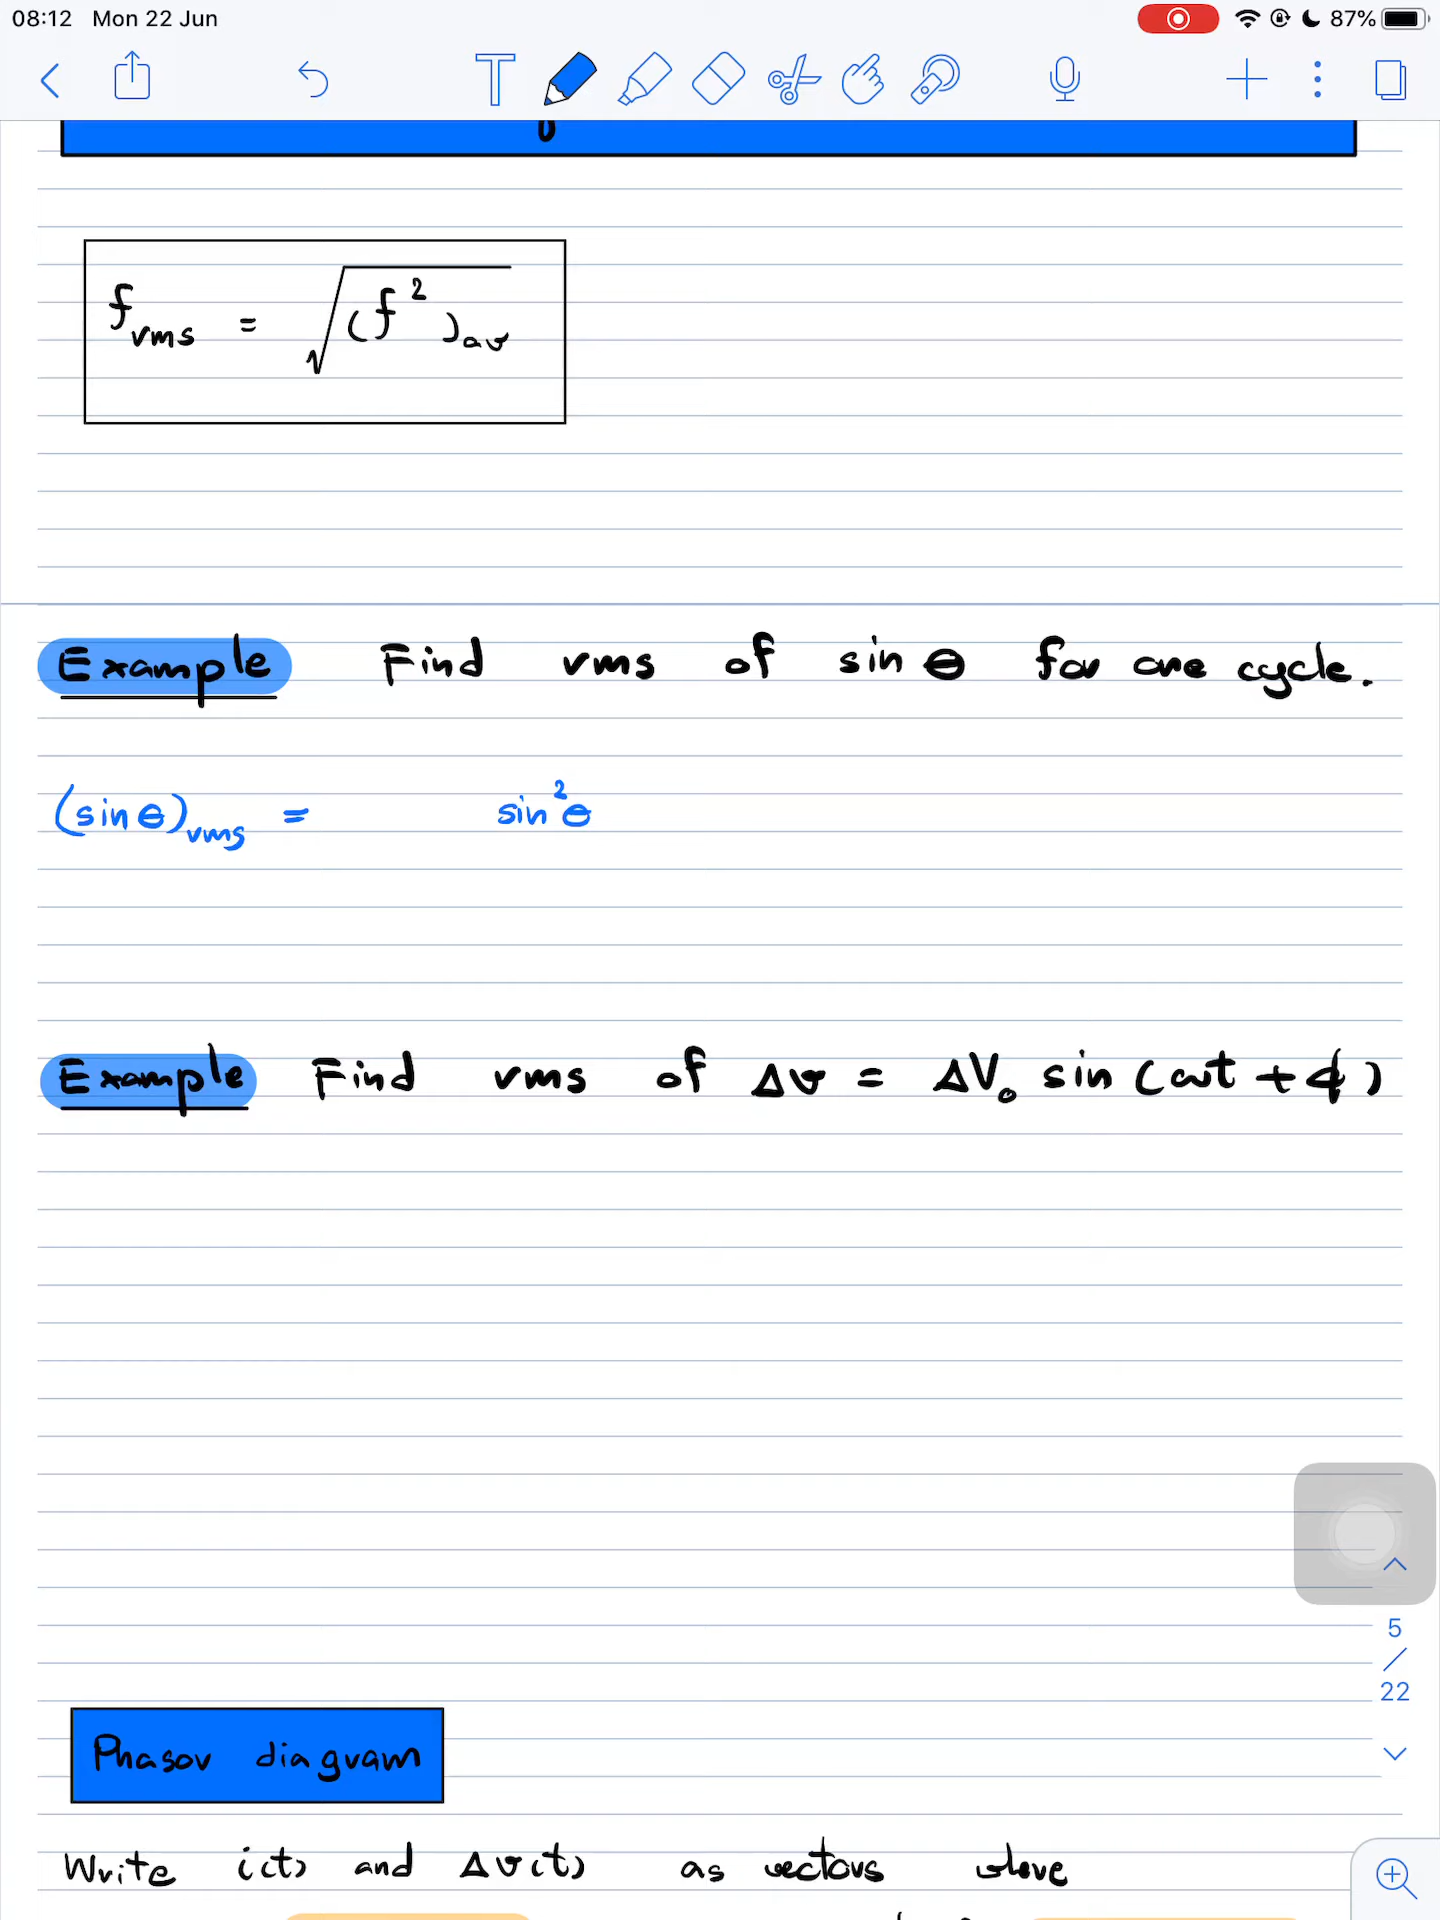 08:12 Mon 22 Jun 87%
f_rms = √(f²)_av
Example Find rms of sin θ for one cycle.
(sin θ)_rms = sin²θ
Example Find rms of Δv = ΔV₀ sin (ωt + ϕ)
5
/
22
Phasor diagram
Write i(t) and Δv(t) as vectors where